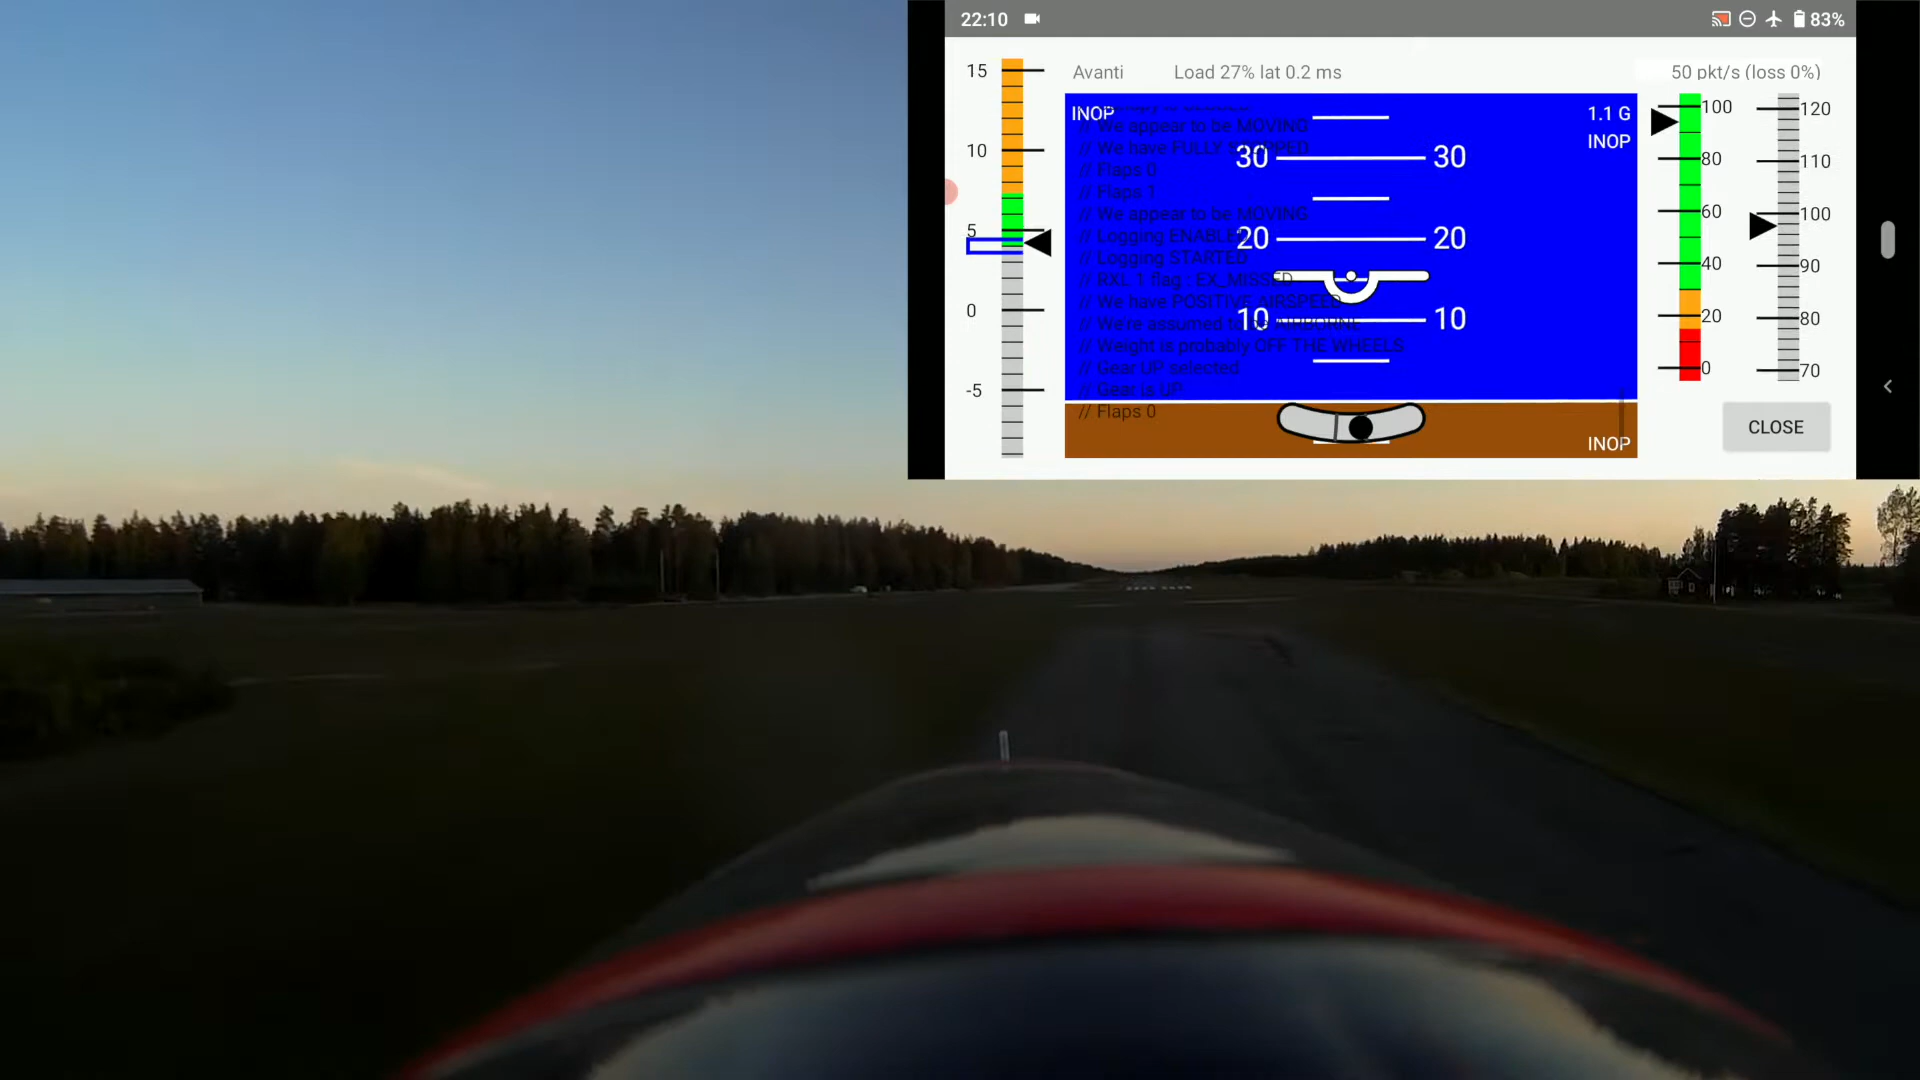 22:10 83%
Avanti Load 27% lat 0.2 ms 50 pkt/s (loss 0%)
15
10
5
0
-5
INOP
1.1 G
INOP
// We appear to be MOVING
// We have FULLY STOPPED
30 30
// Flaps 0
// Flaps 1
// We appear to be MOVING
// Logging ENABLED
20 20
// Logging STARTED
// RXL 1 flag : EX_MISSED
// We have POSITIVE AIRSPEED
10 10
// We're assumed to be AIRBORNE
// Weight is probably OFF THE WHEELS
// Gear UP selected
// Gear is UP
// Flaps 0
INOP
100
80
60
40
20
0
120
110
100
90
80
70
CLOSE